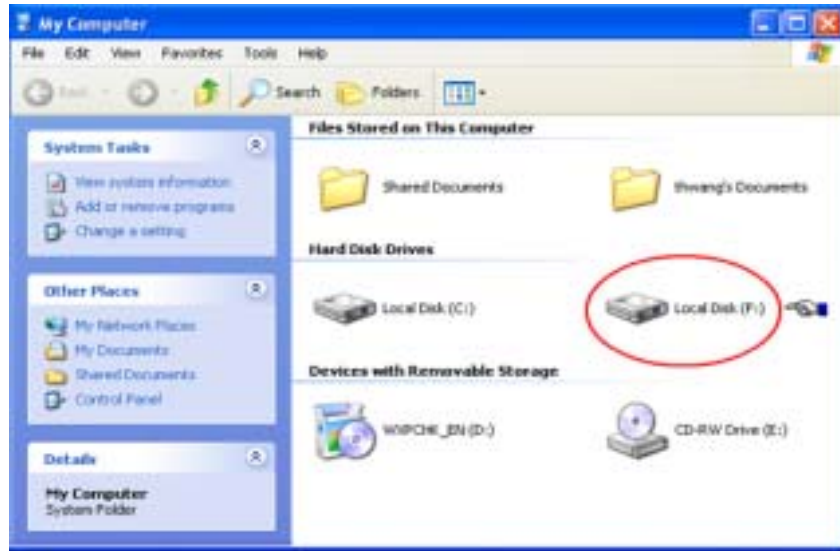 My Computer
File Edit View Favorites Tools Help
Back Search Folders
System Tasks
View system information
Add or remove programs
Change a setting
Other Places
My Network Places
My Documents
Shared Documents
Control Panel
Details
My Computer
System Folder
Files Stored on This Computer
Shared Documents thwang's Documents
Hard Disk Drives
Local Disk (C:) Local Disk (F:)
Devices with Removable Storage
(D:) CD-RW Drive (E:)